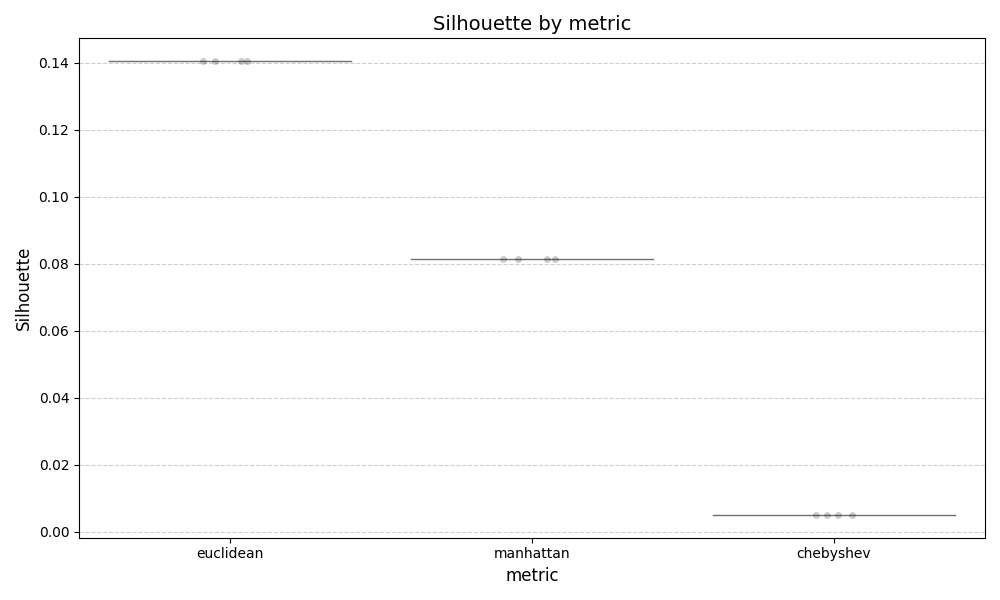 Silhouette by metric
Silhouette
0.14
0.12
0.10
0.08
0.06
0.04
0.02
0.00
euclidean manhattan chebyshev
metric